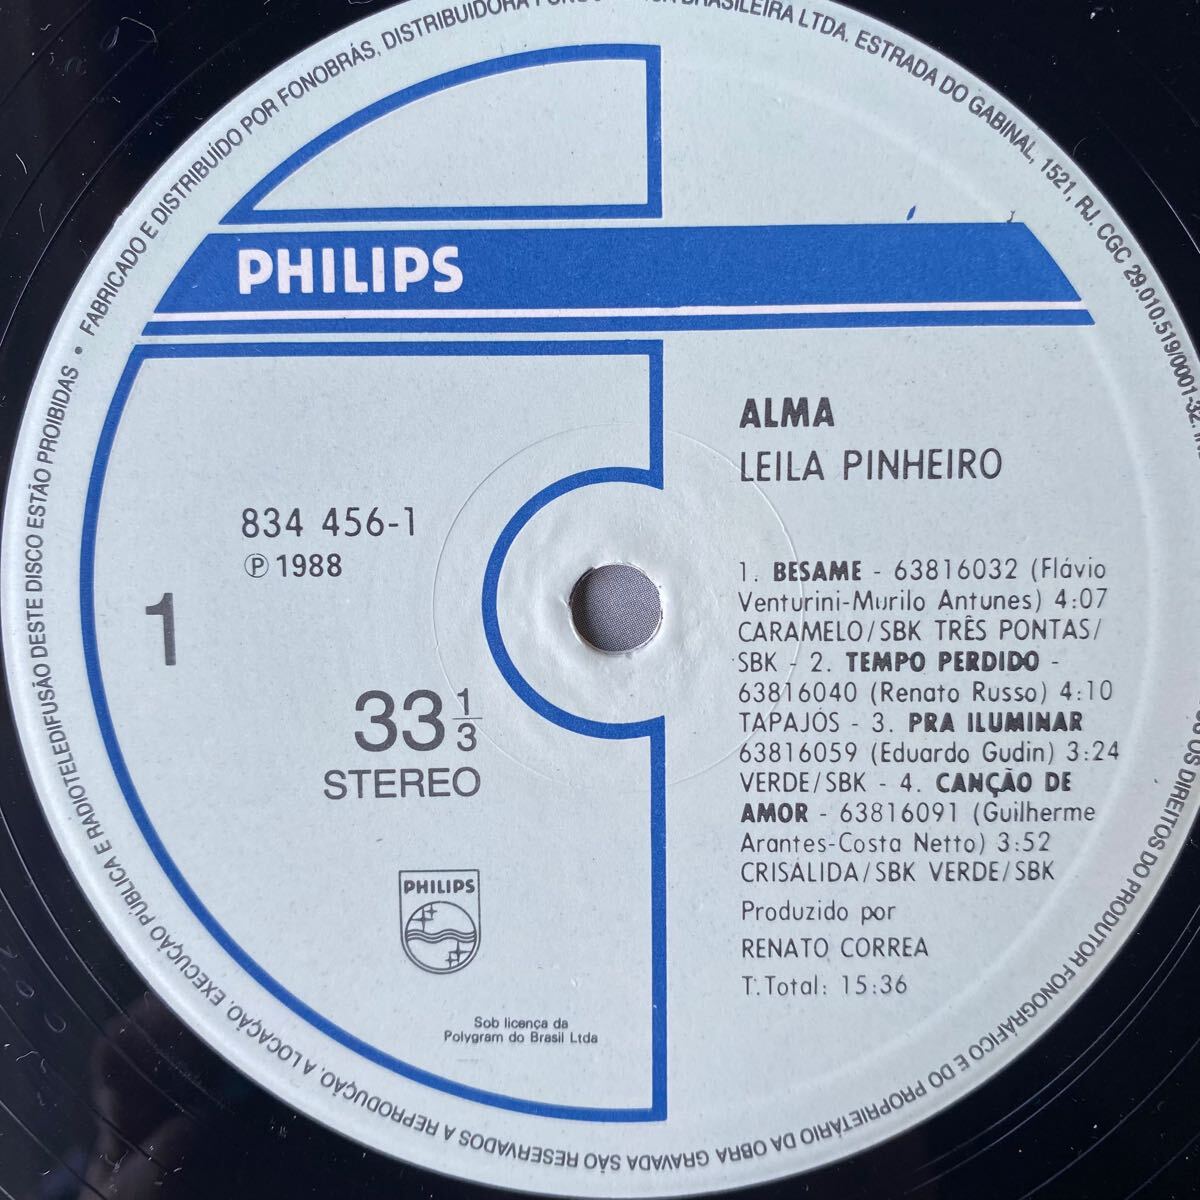 FABRICADO E DISTRIBUÍDO POR FONOBRÁS, DISTRIBUIDORA BRASILEIRA LTDA. ESTRADA DO GABINAL, 1521, RJ. CGC 29.010.519/0001-32.
PHILIPS
ALMA
LEILA PINHEIRO
834 456-1
Ⓟ 1988
1
33 1/3
STEREO
1. BESAME - 63816032 (Flávio
Venturini-Murilo Antunes) 4:07
CARAMELO/SBK TRÊS PONTAS/
SBK - 2. TEMPO PERDIDO -
63816040 (Renato Russo) 4:10
TAPAJÓS - 3. PRA ILUMINAR
63816059 (Eduardo Gudin) 3:24
VERDE/SBK - 4. CANÇÃO DE
AMOR - 63816091 (Guilherme
Arantes-Costa Netto) 3:52
CRISÁLIDA/SBK VERDE/SBK
Produzido por
RENATO CORREA
T. Total: 15:36
PHILIPS
Sob licença da
Polygram do Brasil Ltda
OS DIREITOS DO PRODUTOR FONOGRÁFICO E DO PROPRIETÁRIO DA OBRA GRAVADA SÃO RESERVADOS A REPRODUÇÃO, A LOCAÇÃO, EXECUÇÃO PÚBLICA E RÁDIOTELEDIFUSÃO DESTE DISCO ESTÃO PROIBIDAS •